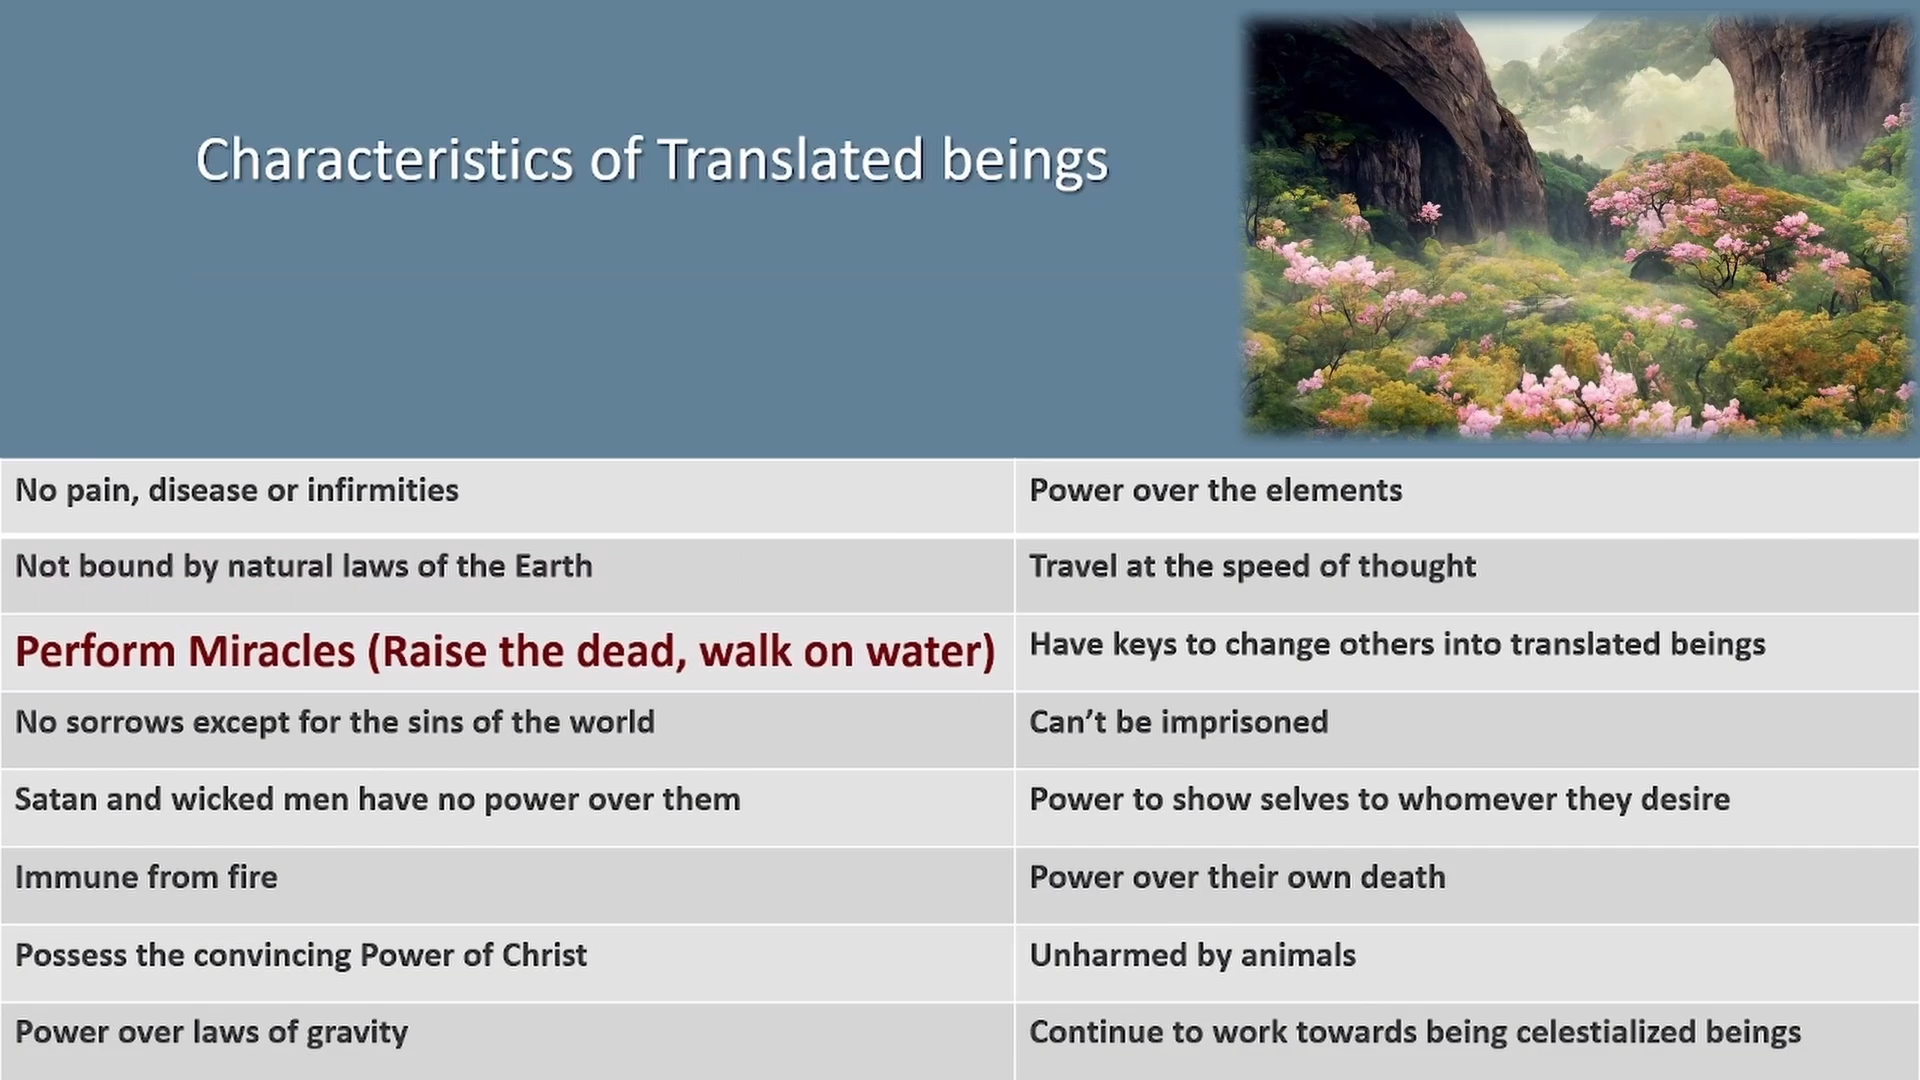 Characteristics of Translated beings
No pain, disease or infirmities
Power over the elements
Not bound by natural laws of the Earth
Travel at the speed of thought
Perform Miracles (Raise the dead, walk on water)
Have keys to change others into translated beings
No sorrows except for the sins of the world
Can’t be imprisoned
Satan and wicked men have no power over them
Power to show selves to whomever they desire
Immune from fire
Power over their own death
Possess the convincing Power of Christ
Unharmed by animals
Power over laws of gravity
Continue to work towards being celestialized beings